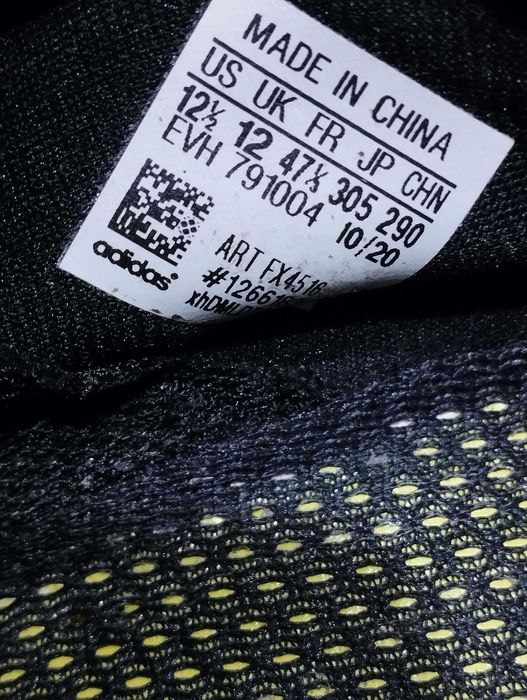 MADE IN CHINA
US UK FR JP CHN
12½ 12 47⅓ 305 290
EVH 791004 10/20
adidas
ART FX4516